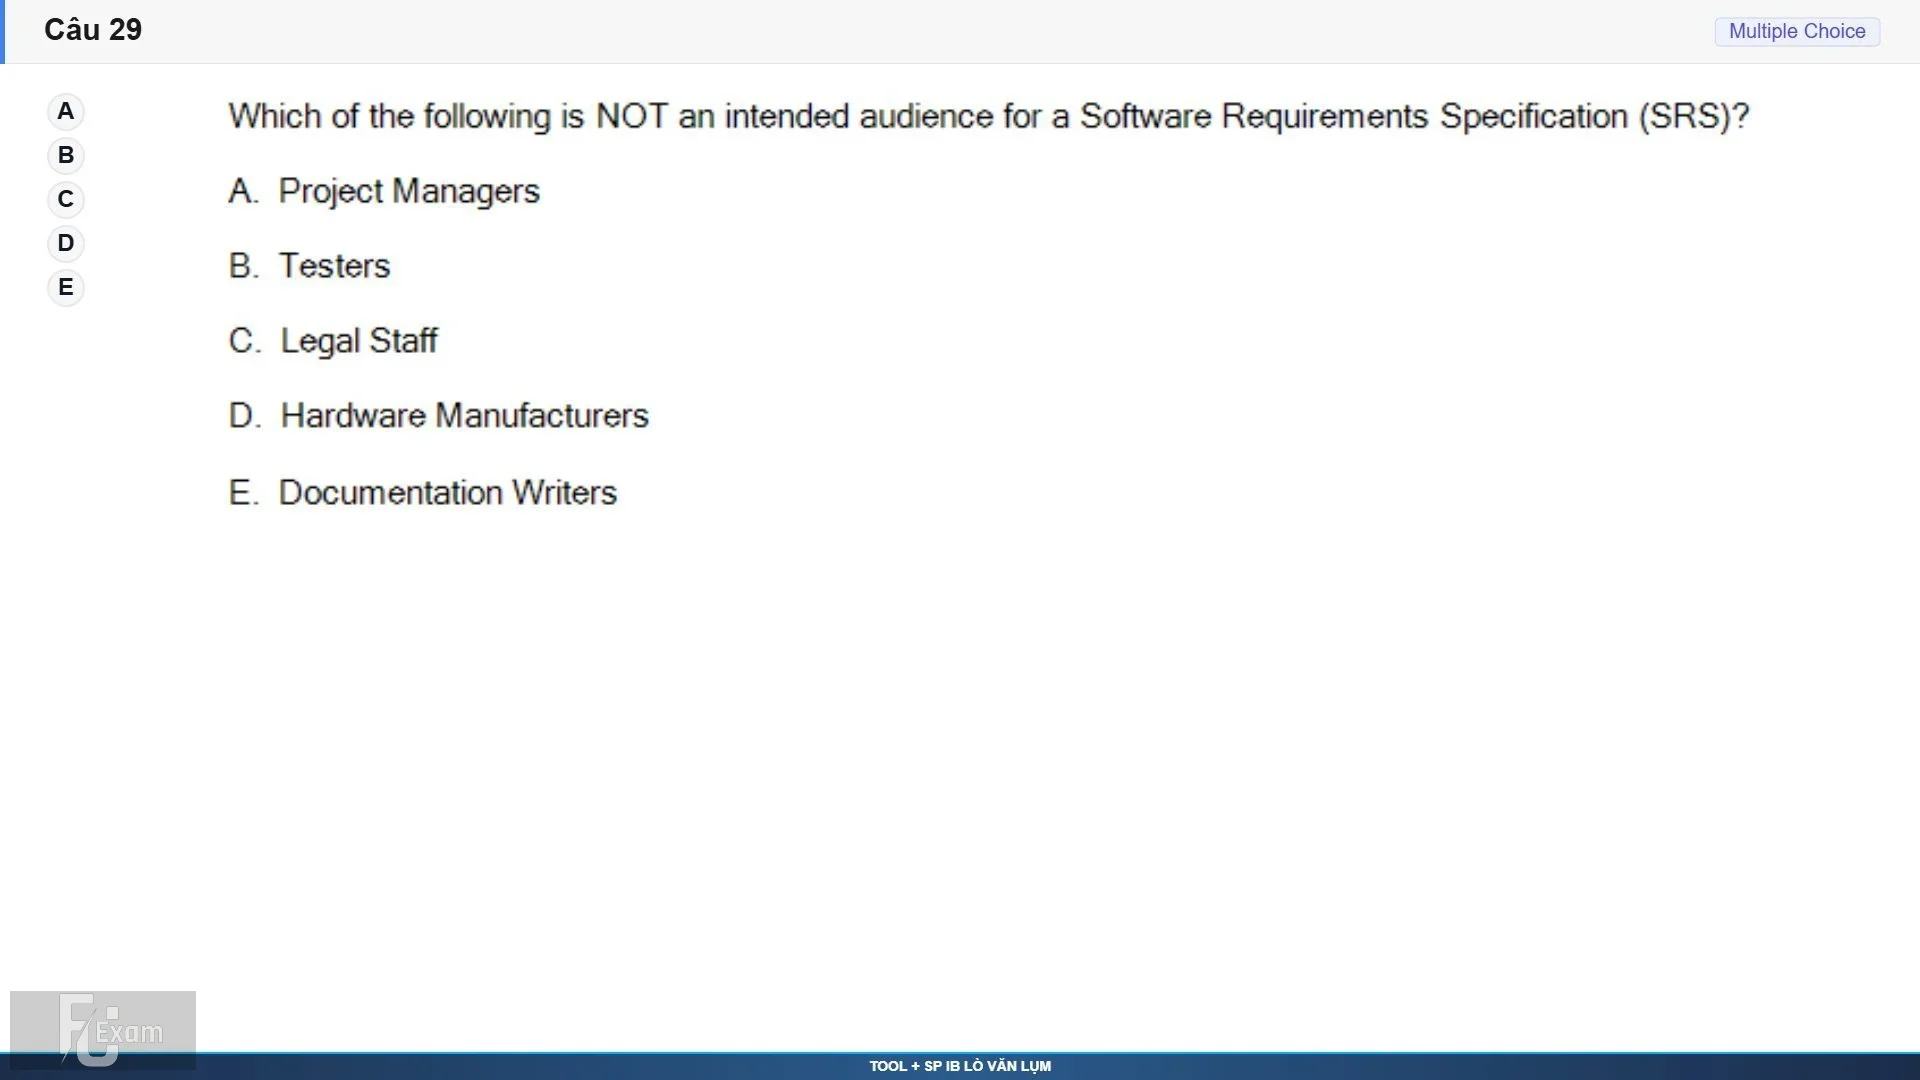 Câu 29
Multiple Choice
A
B
C
D
E
Which of the following is NOT an intended audience for a Software Requirements Specification (SRS)?
A. Project Managers
B. Testers
C. Legal Staff
D. Hardware Manufacturers
E. Documentation Writers
FU Exam
TOOL + SP IB LÒ VĂN LỤM